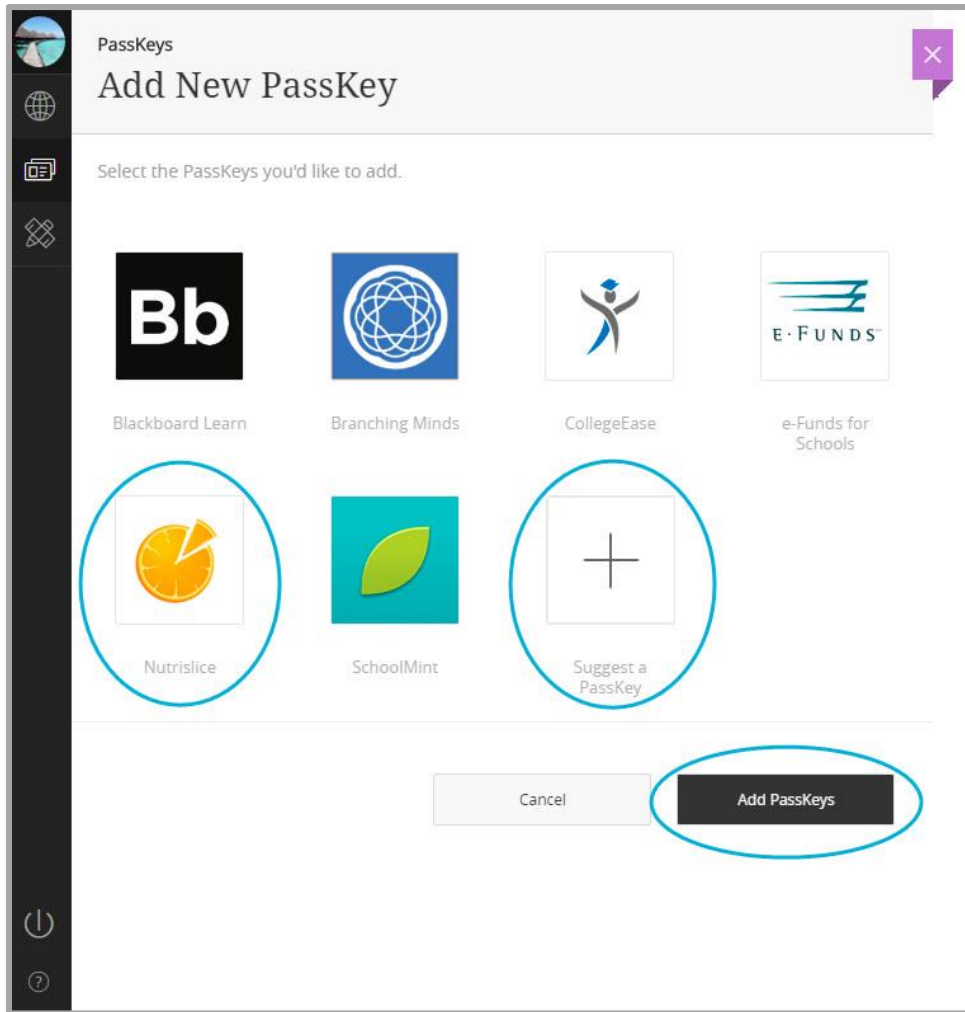 PassKeys
Add New PassKey
Select the PassKeys you'd like to add.
Bb
E·FUNDS
Blackboard Learn
Branching Minds
CollegeEase
e-Funds for
Schools
Nutrislice
SchoolMint
Suggest a
PassKey
Cancel
Add PassKeys
?